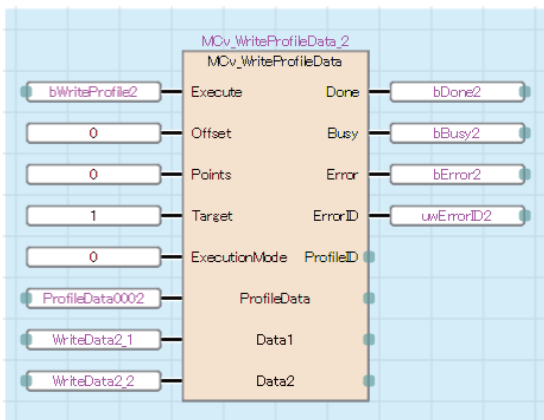 MCv_WriteProfileData_2
MCv_WriteProfileData
bWriteProfile2 Execute Done bDone2
0 Offset Busy bBusy2
0 Points Error bError2
1 Target ErrorID uwErrorID2
0 ExecutionMode ProfileID
ProfileData0002 ProfileData
WriteData2_1 Data1
WriteData2_2 Data2